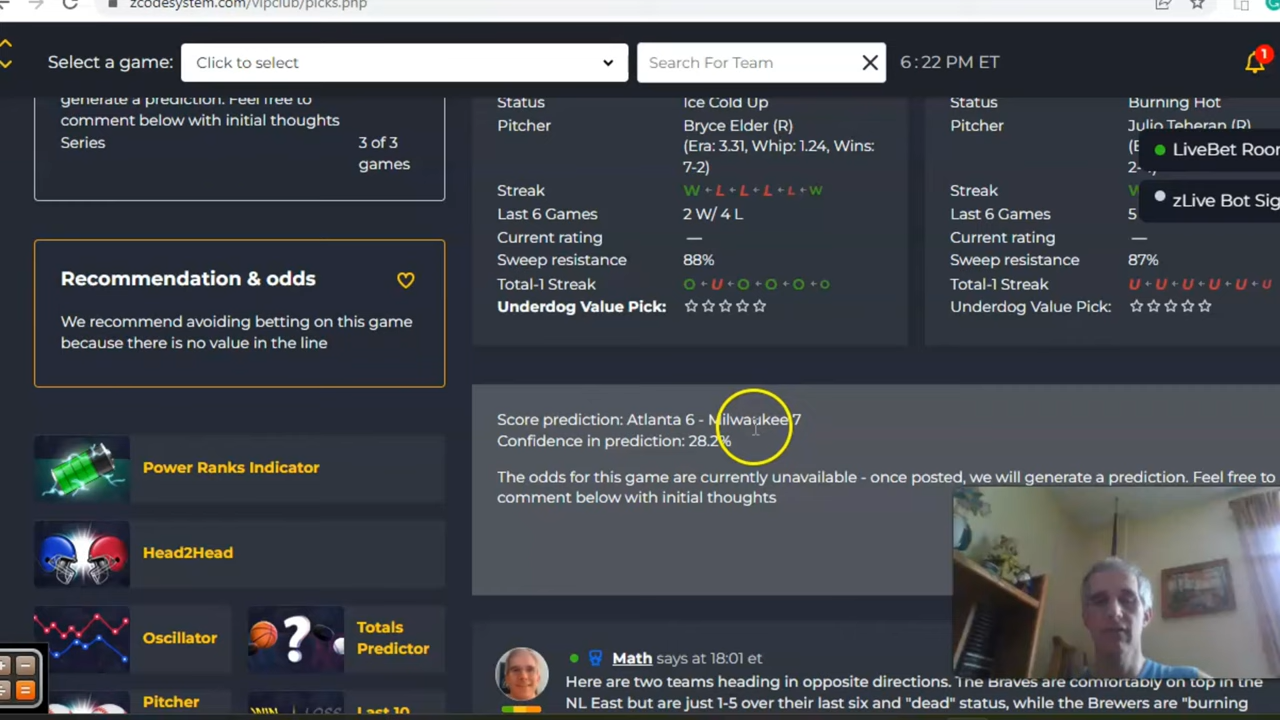 zcodesystem.com/vipclub/picks.php
Select a game:
Click to select
Search For Team
6:22 PM ET
1
generate a prediction. Feel free to
comment below with initial thoughts
Series
3 of 3
games
Status
Ice Cold Up
Pitcher
Bryce Elder (R)
(Era: 3.31, Whip: 1.24, Wins:
7-2)
Streak
W L L L L W
Last 6 Games
2 W/ 4 L
Current rating
—
Sweep resistance
88%
Total-1 Streak
O U O O O O
Underdog Value Pick:
Status
Burning Hot
Pitcher
Julio Teheran (R)
LiveBet Roo
Streak
zLive Bot Sig
Last 6 Games
5
Current rating
—
Sweep resistance
87%
Total-1 Streak
U U U U U U
Underdog Value Pick:
Recommendation & odds
We recommend avoiding betting on this game
because there is no value in the line
Score prediction: Atlanta 6 - Milwaukee 7
Confidence in prediction: 28.2%
The odds for this game are currently unavailable - once posted, we will generate a prediction. Feel free to
comment below with initial thoughts
Power Ranks Indicator
Head2Head
Oscillator
Totals
Predictor
Pitcher
WIN
LOSS
Last 10
Math says at 18:01 et
Here are two teams heading in opposite directions. The Braves are comfortably on top in the
NL East but are just 1-5 over their last six and "dead" status, while the Brewers are "burning